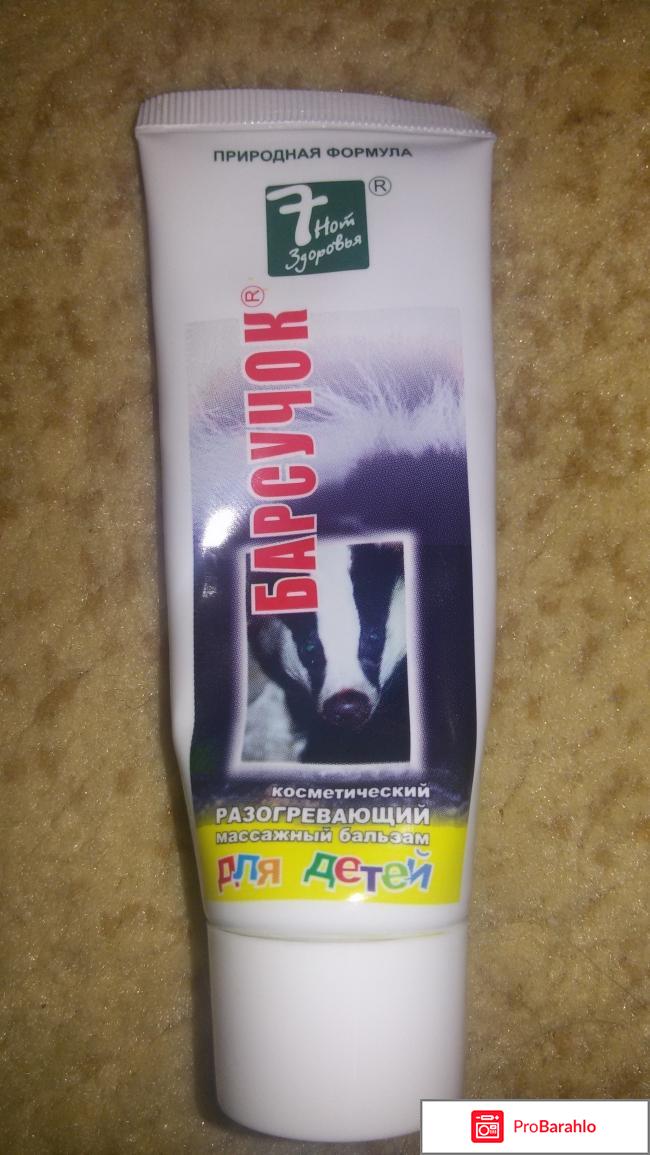 ПРИРОДНАЯ ФОРМУЛА
7 Нот
Здоровья
®
БАРСУЧОК®
косметический
РАЗОГРЕВАЮЩИЙ
массажный бальзам
для детей
ProBarahlo